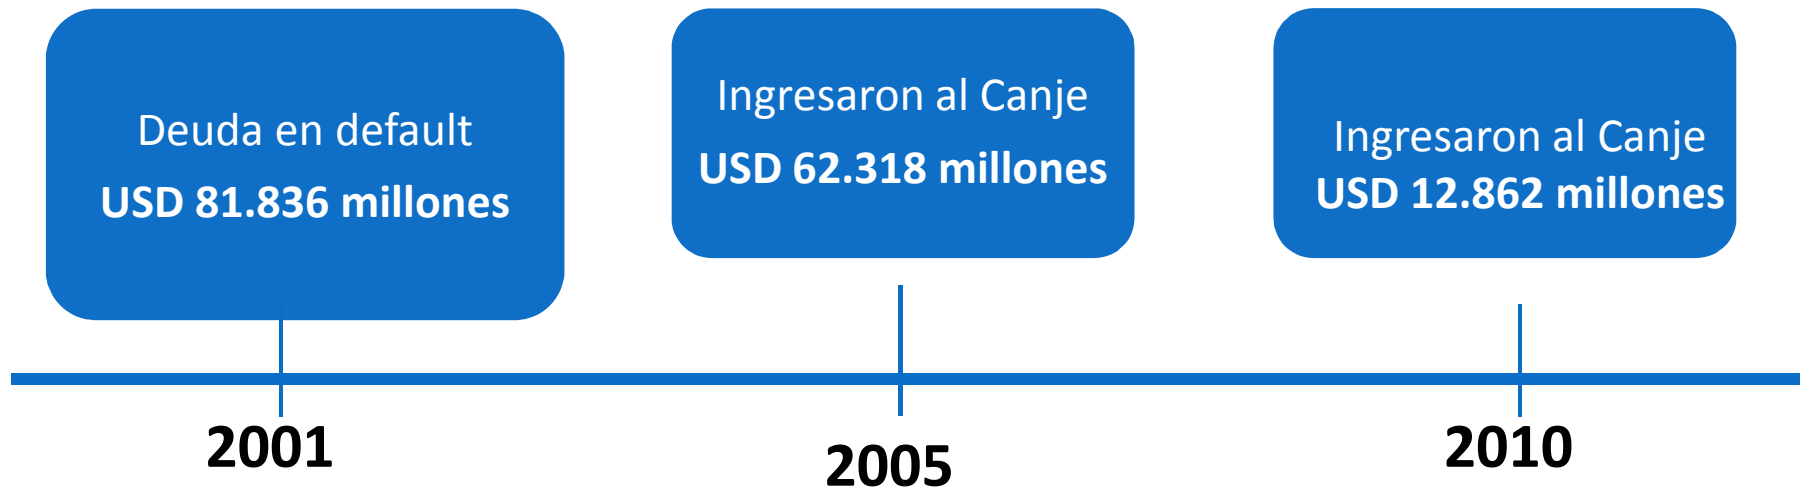 Deuda en default
USD 81.836 millones
Ingresaron al Canje
USD 62.318 millones
Ingresaron al Canje
USD 12.862 millones
2001
2005
2010